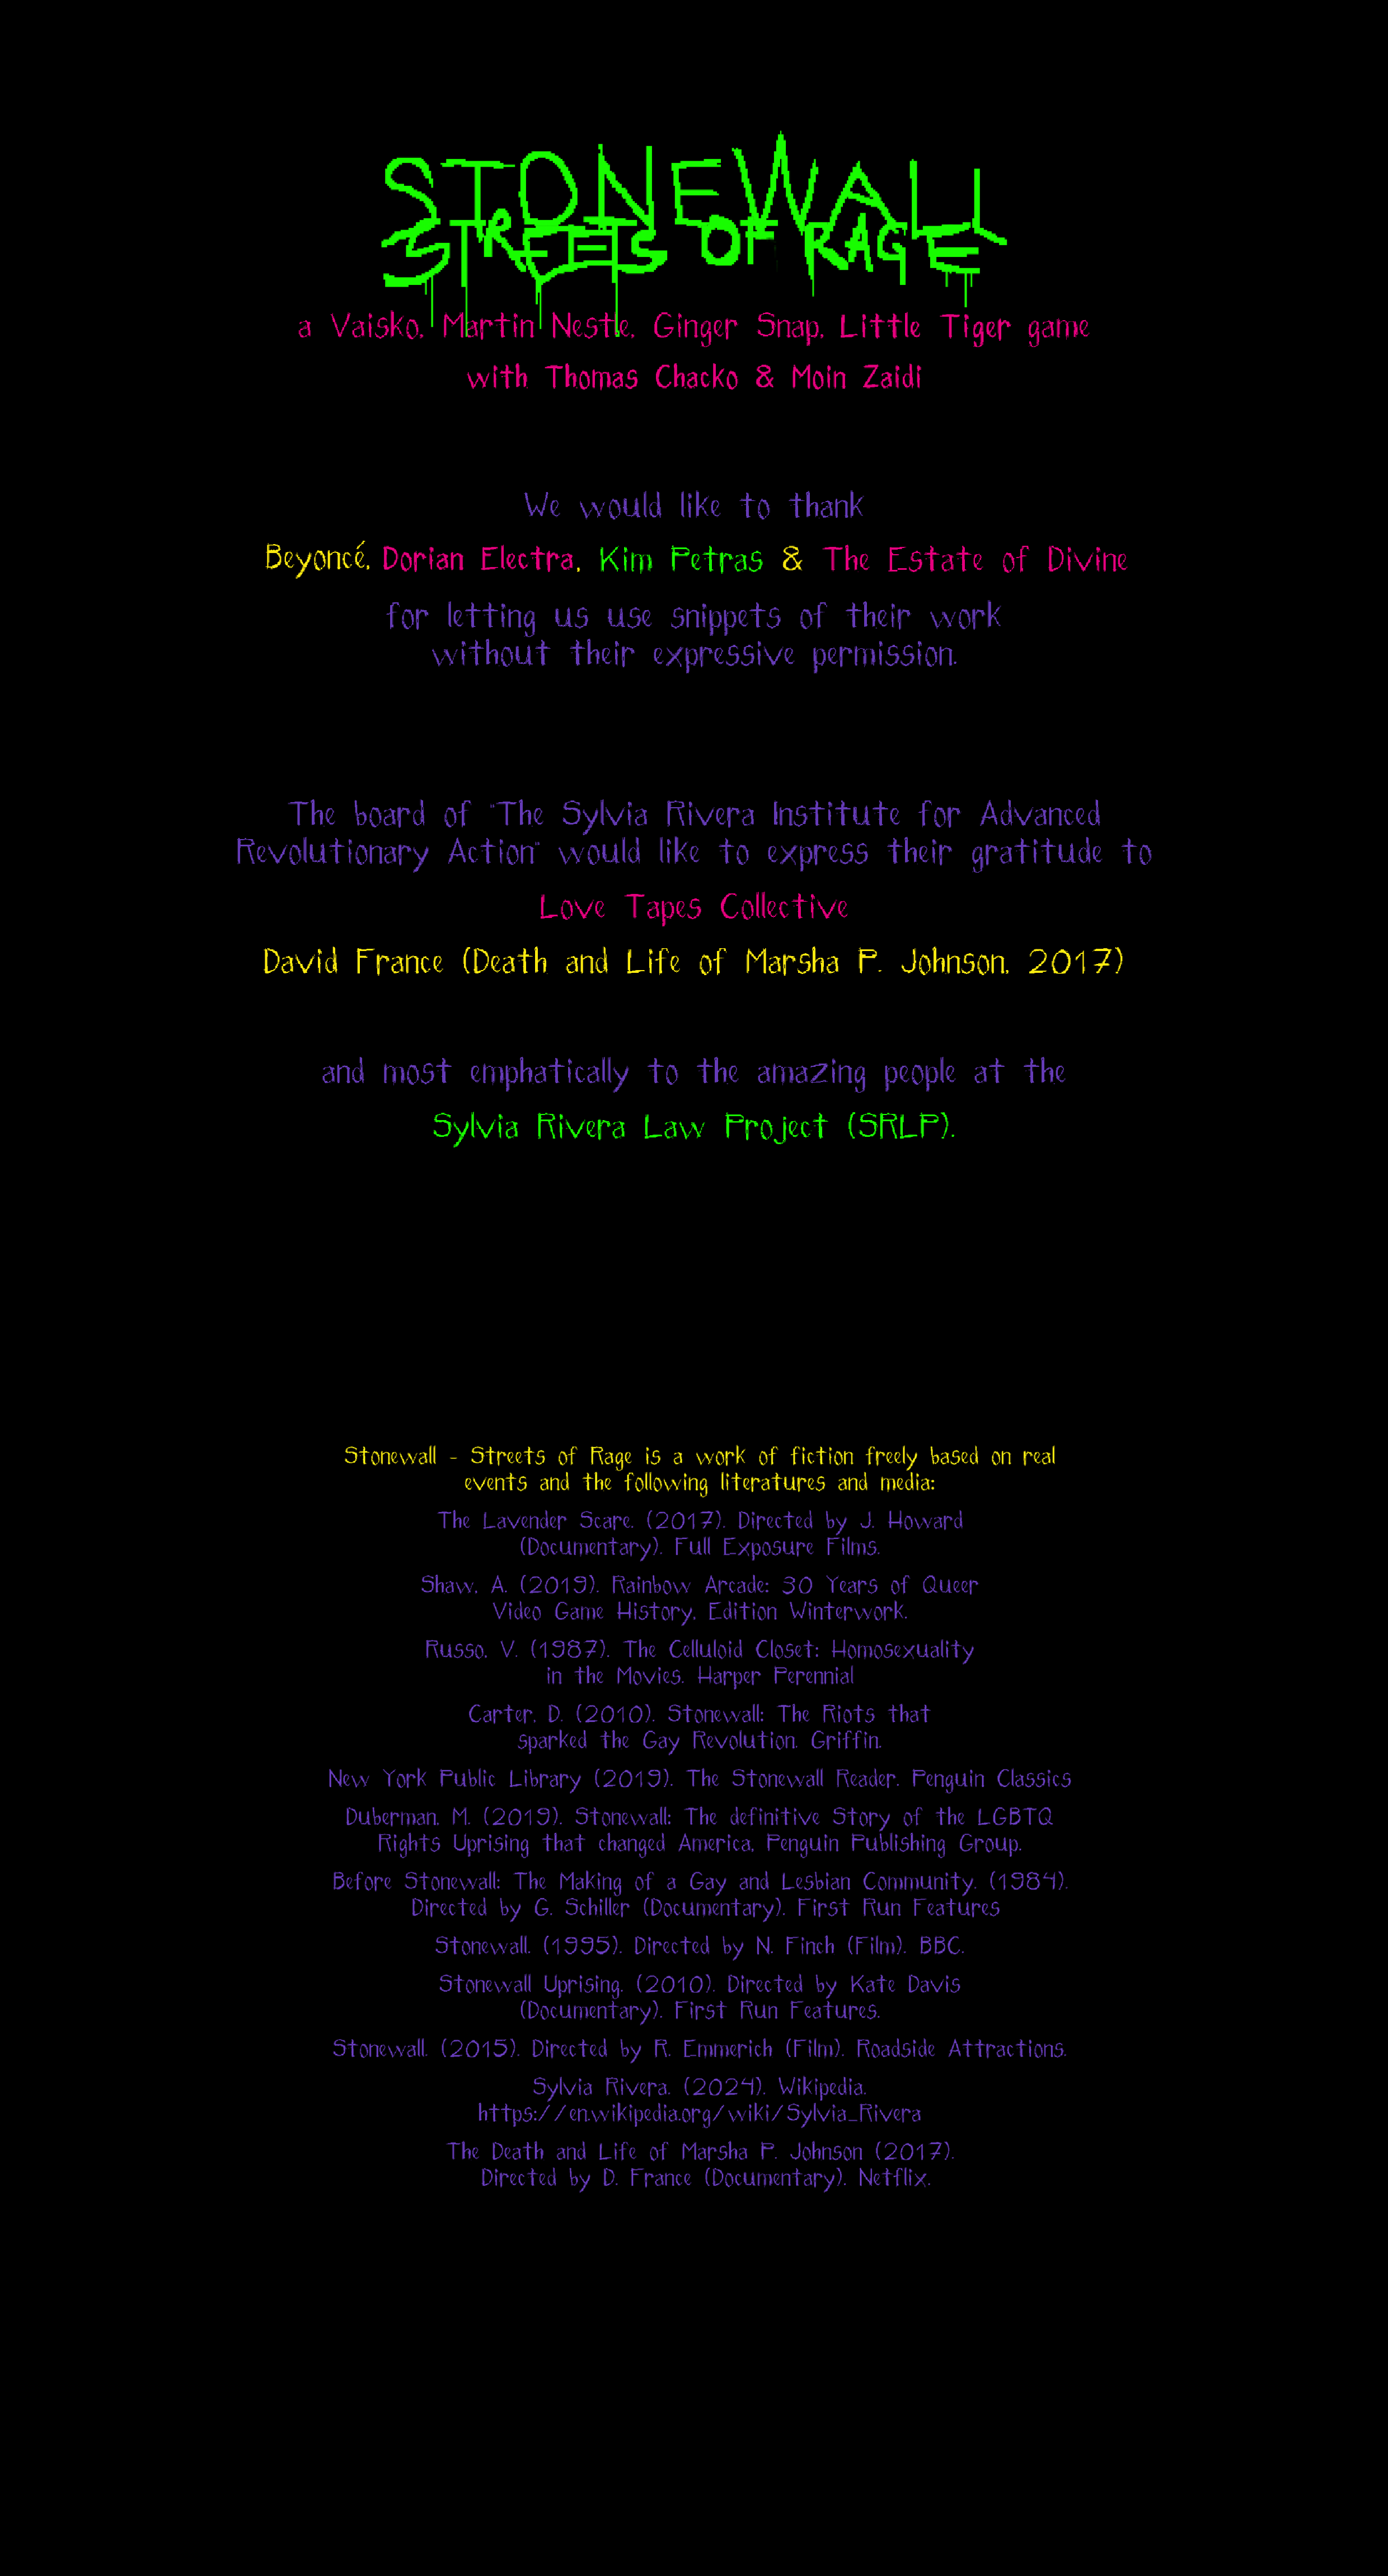 STONEWALL
STREETS OF RAGE
a Vaisko, Martin Nestle, Ginger Snap, Little Tiger game
with Thomas Chacko & Moin Zaidi
We would like to thank
Beyoncé, Dorian Electra, Kim Petras & The Estate of Divine
for letting us use snippets of their work
without their expressive permission.
The board of "The Sylvia Rivera Institute for Advanced
Revolutionary Action" would like to express their gratitude to
Love Tapes Collective
David France (Death and Life of Marsha P. Johnson, 2017)
and most emphatically to the amazing people at the
Sylvia Rivera Law Project (SRLP).
Stonewall - Streets of Rage is a work of fiction freely based on real
events and the following literatures and media:
The Lavender Scare. (2017). Directed by J. Howard
(Documentary). Full Exposure Films.
Shaw, A. (2019). Rainbow Arcade: 30 Years of Queer
Video Game History, Edition Winterwork.
Russo, V. (1987). The Celluloid Closet: Homosexuality
in the Movies. Harper Perennial
Carter, D. (2010). Stonewall: The Riots that
sparked the Gay Revolution. Griffin.
New York Public Library (2019). The Stonewall Reader. Penguin Classics
Duberman, M. (2019). Stonewall: The definitive Story of the LGBTQ
Rights Uprising that changed America, Penguin Publishing Group.
Before Stonewall: The Making of a Gay and Lesbian Community. (1984).
Directed by G. Schiller (Documentary). First Run Features
Stonewall. (1995). Directed by N. Finch (Film). BBC.
Stonewall Uprising. (2010). Directed by Kate Davis
(Documentary). First Run Features.
Stonewall. (2015). Directed by R. Emmerich (Film). Roadside Attractions.
Sylvia Rivera. (2024). Wikipedia.
https://en.wikipedia.org/wiki/Sylvia_Rivera
The Death and Life of Marsha P. Johnson (2017).
Directed by D. France (Documentary). Netflix.